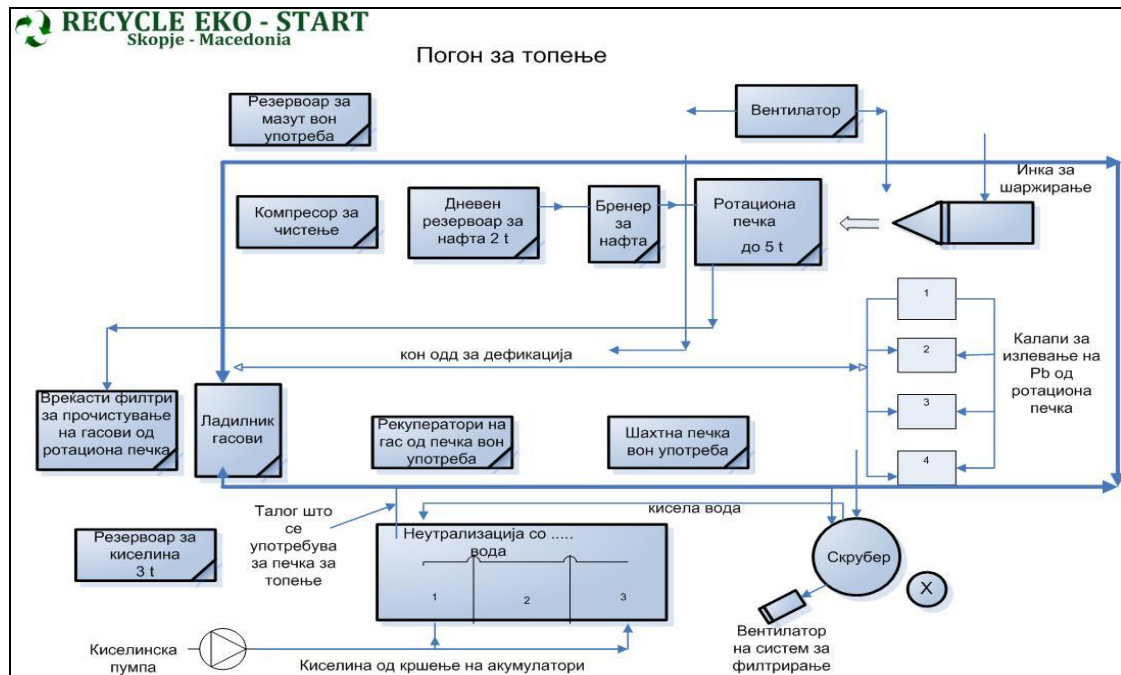 RECYCLE EKO - START
Skopje - Macedonia
Погон за топење
Резервоар за
мазут вон
употреба
Вентилатор
Инка за
шаржирање
Компресор за
чистење
Дневен
резервоар за
нафта 2 t
Бренер
за
нафта
Ротациона
печка
до 5 t
1
2
3
4
Калапи за
излевање на
Pb од
ротациона
печка
кон одд за дефикација
Врекасти филтри
за прочистување
на гасови од
ротациона печка
Ладилник
гасови
Рекуператори на
гас од печка вон
употреба
Шахтна печка
вон употреба
Талог што
се
употребува
за печка за
топење
кисела вода
Резервоар за
киселина
3 t
Неутрализација со .....
вода
1
2
3
Скрубер
X
Вентилатор
на систем за
филтрирање
Киселинска
пумпа
Киселина од кршење на акумулатори